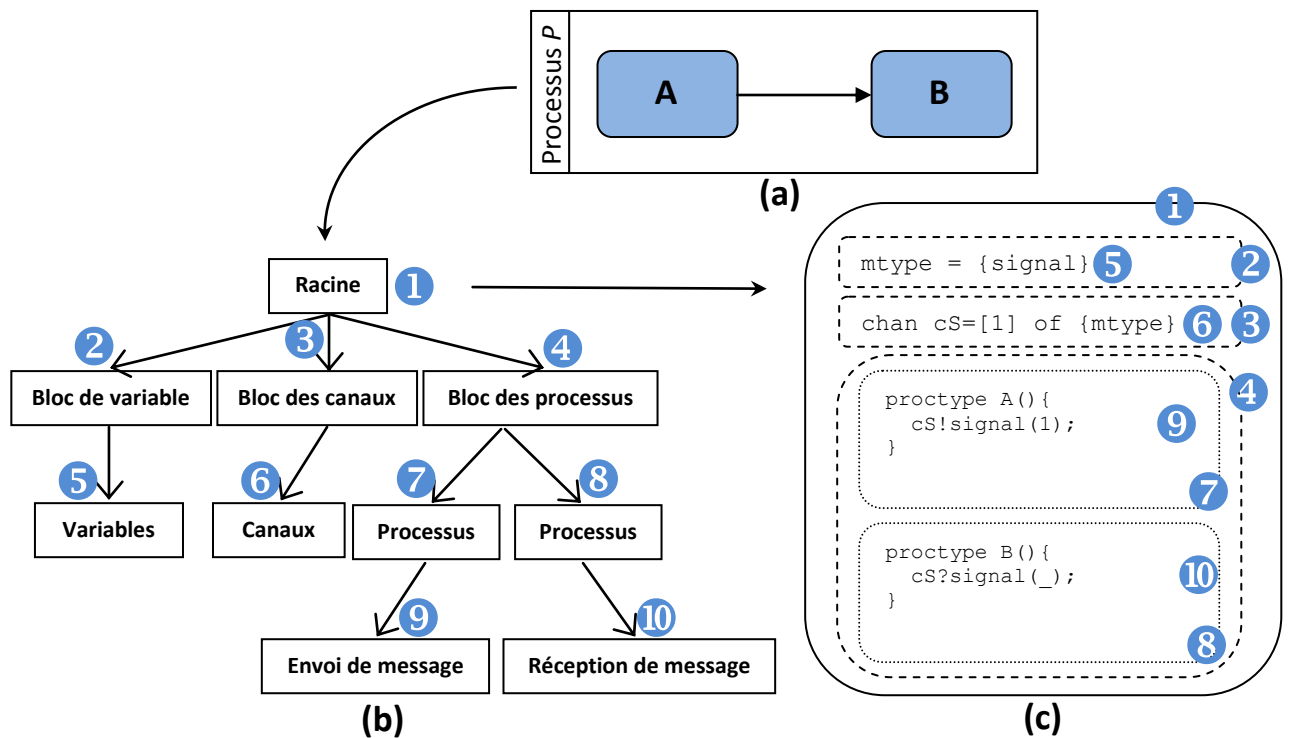 Processus P
A
B
(a)
Racine
1
2
3
4
Bloc de variable
Bloc des canaux
Bloc des processus
5
6
7
8
Variables
Canaux
Processus
Processus
9
10
Envoi de message
Réception de message
(b)
1
mtype = {signal}
5
2
chan cS=[1] of {mtype}
6
3
4
proctype A(){
cS!signal(1);
}
9
7
proctype B(){
cS?signal(_);
}
10
8
(c)